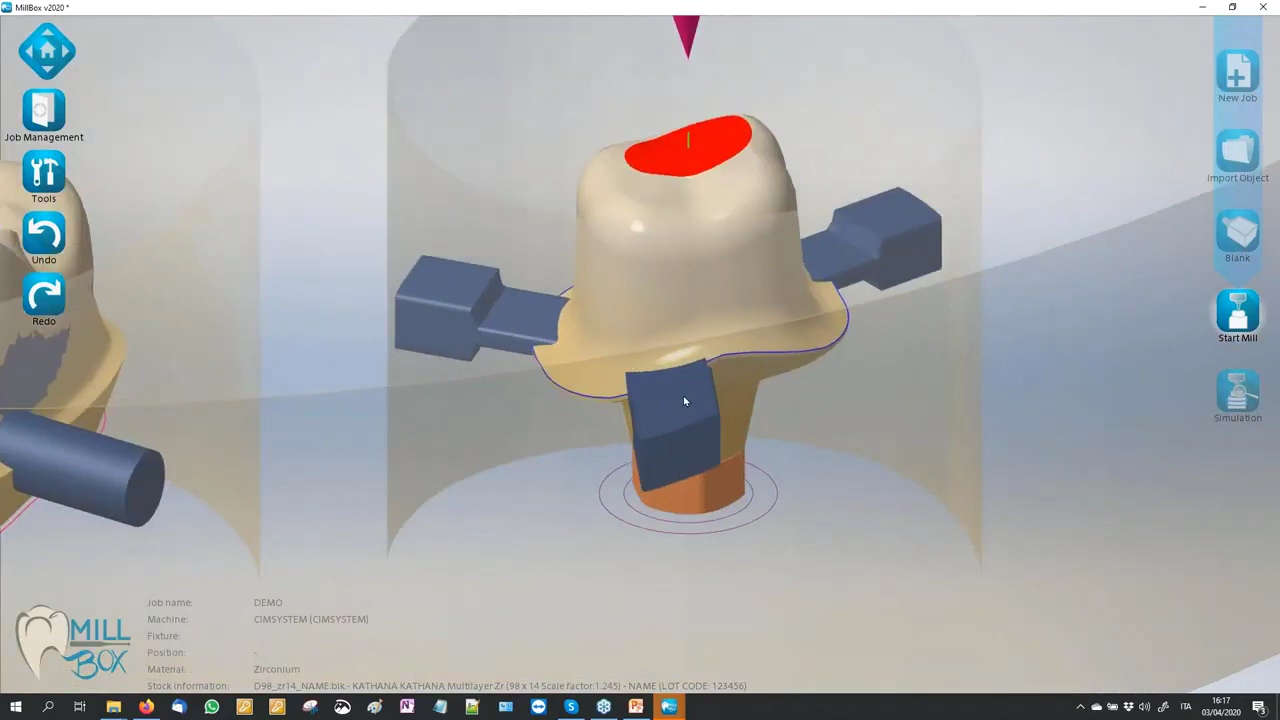 MillBox v2020 *
Job Management
Tools
Undo
Redo
New Job
Import Object
Blank
Start Mill
Simulation
MILL
BOX
Job name: DEMO
Machine: CIMSYSTEM (CIMSYSTEM)
Fixture:
Position: -
Material: Zirconium
Stock information: D98_zr14_NAME.blk - KATHANA KATHANA Multilayer Zr (98 x 14 Scale factor:1.245) - NAME (LOT CODE: 123456)
ITA
16:17
03/04/2020